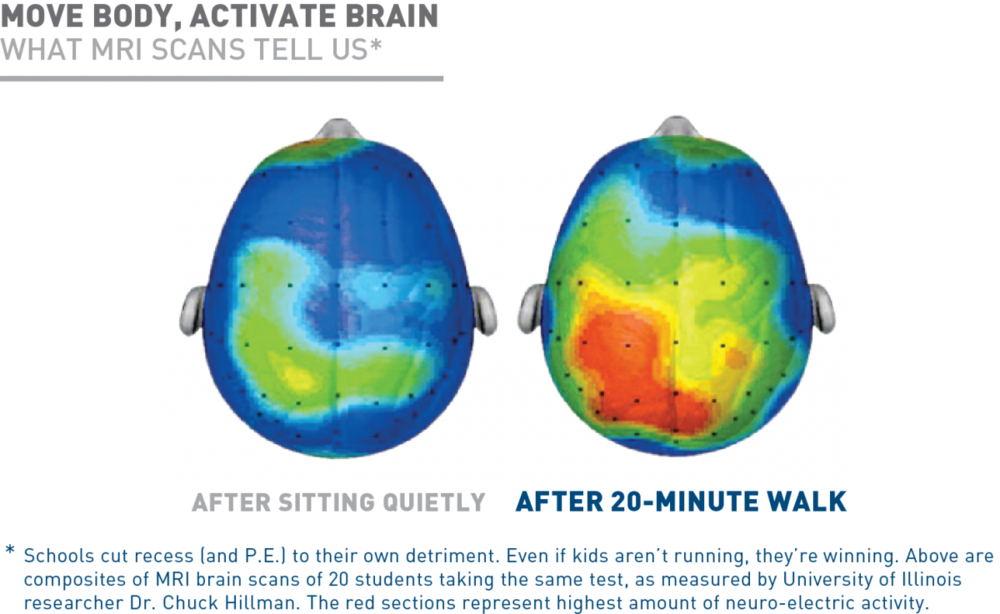 MOVE BODY, ACTIVATE BRAIN
WHAT MRI SCANS TELL US*
AFTER SITTING QUIETLY
AFTER 20-MINUTE WALK
* Schools cut recess (and P.E.) to their own detriment. Even if kids aren’t running, they’re winning. Above are
composites of MRI brain scans of 20 students taking the same test, as measured by University of Illinois
researcher Dr. Chuck Hillman. The red sections represent highest amount of neuro-electric activity.